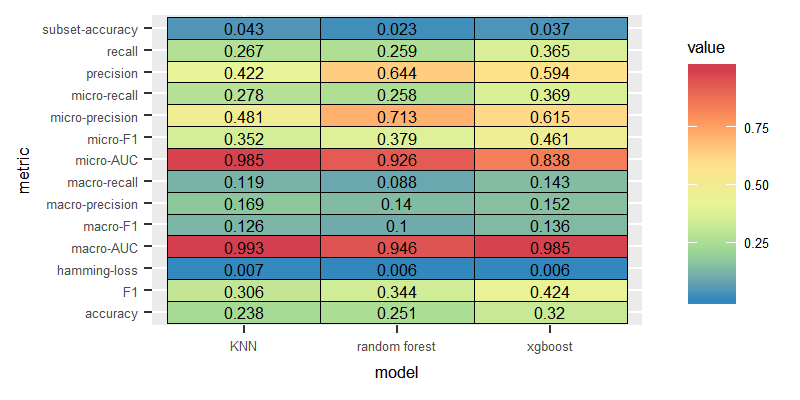 subset-accuracy 0.043 0.023 0.037
recall 0.267 0.259 0.365
precision 0.422 0.644 0.594
micro-recall 0.278 0.258 0.369
micro-precision 0.481 0.713 0.615
micro-F1 0.352 0.379 0.461
micro-AUC 0.985 0.926 0.838
macro-recall 0.119 0.088 0.143
macro-precision 0.169 0.14 0.152
macro-F1 0.126 0.1 0.136
macro-AUC 0.993 0.946 0.985
hamming-loss 0.007 0.006 0.006
F1 0.306 0.344 0.424
accuracy 0.238 0.251 0.32
KNN random forest xgboost
model
metric
value
0.75
0.50
0.25